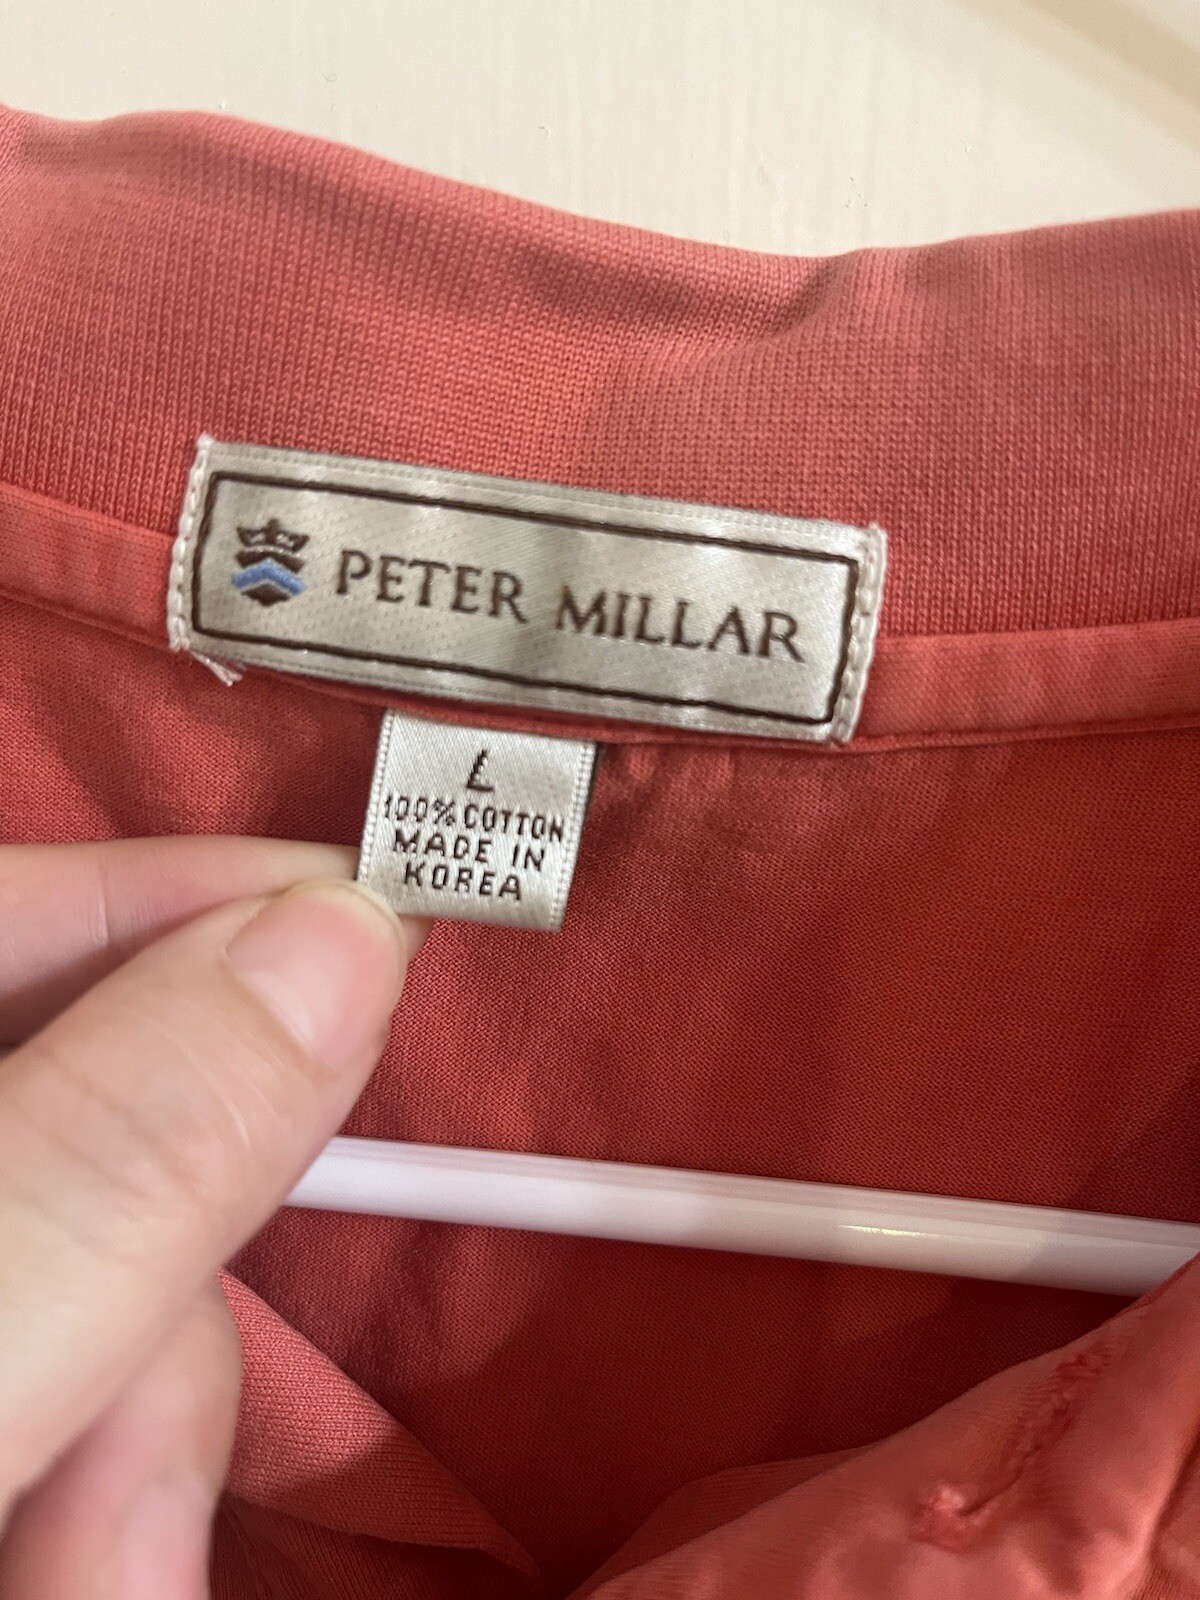 PETER MILLAR
L
100% COTTON
MADE IN
KOREA